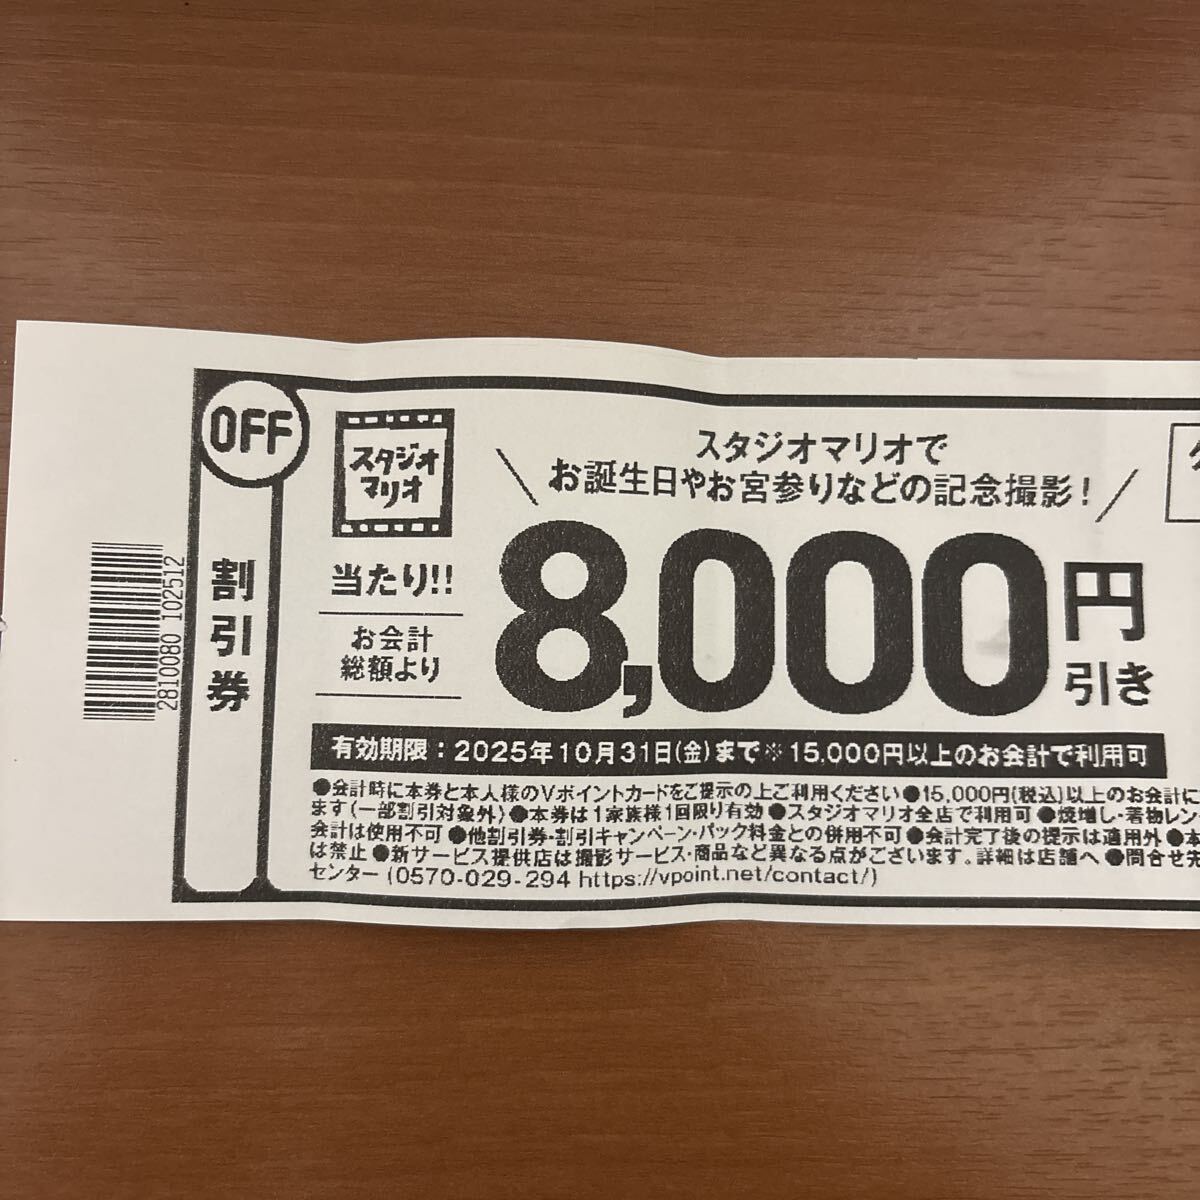 OFF
割引券
2810080 102512
スタジオ
マリオ
当たり!!
お会計
総額より
スタジオマリオで
お誕生日やお宮参りなどの記念撮影!
8,000円
引き
有効期限:2025年10月31日(金)まで※15,000円以上のお会計で利用可
●会計時に本券と本人様のVポイントカードをご提示の上ご利用ください●15,000円(税込)以上のお会計に
ます(一部割引対象外)●本券は1家族様1回限り有効●スタジオマリオ全店で利用可●焼増し・着物レン
会計は使用不可●他割引券・割引キャンペーン・パック料金との併用不可●会計完了後の提示は適用外●本
は禁止●新サービス提供店は撮影サービス・商品など異なる点がございます。詳細は店舗へ●問合せ先
センター(0570-029-294 https://vpoint.net/contact/)